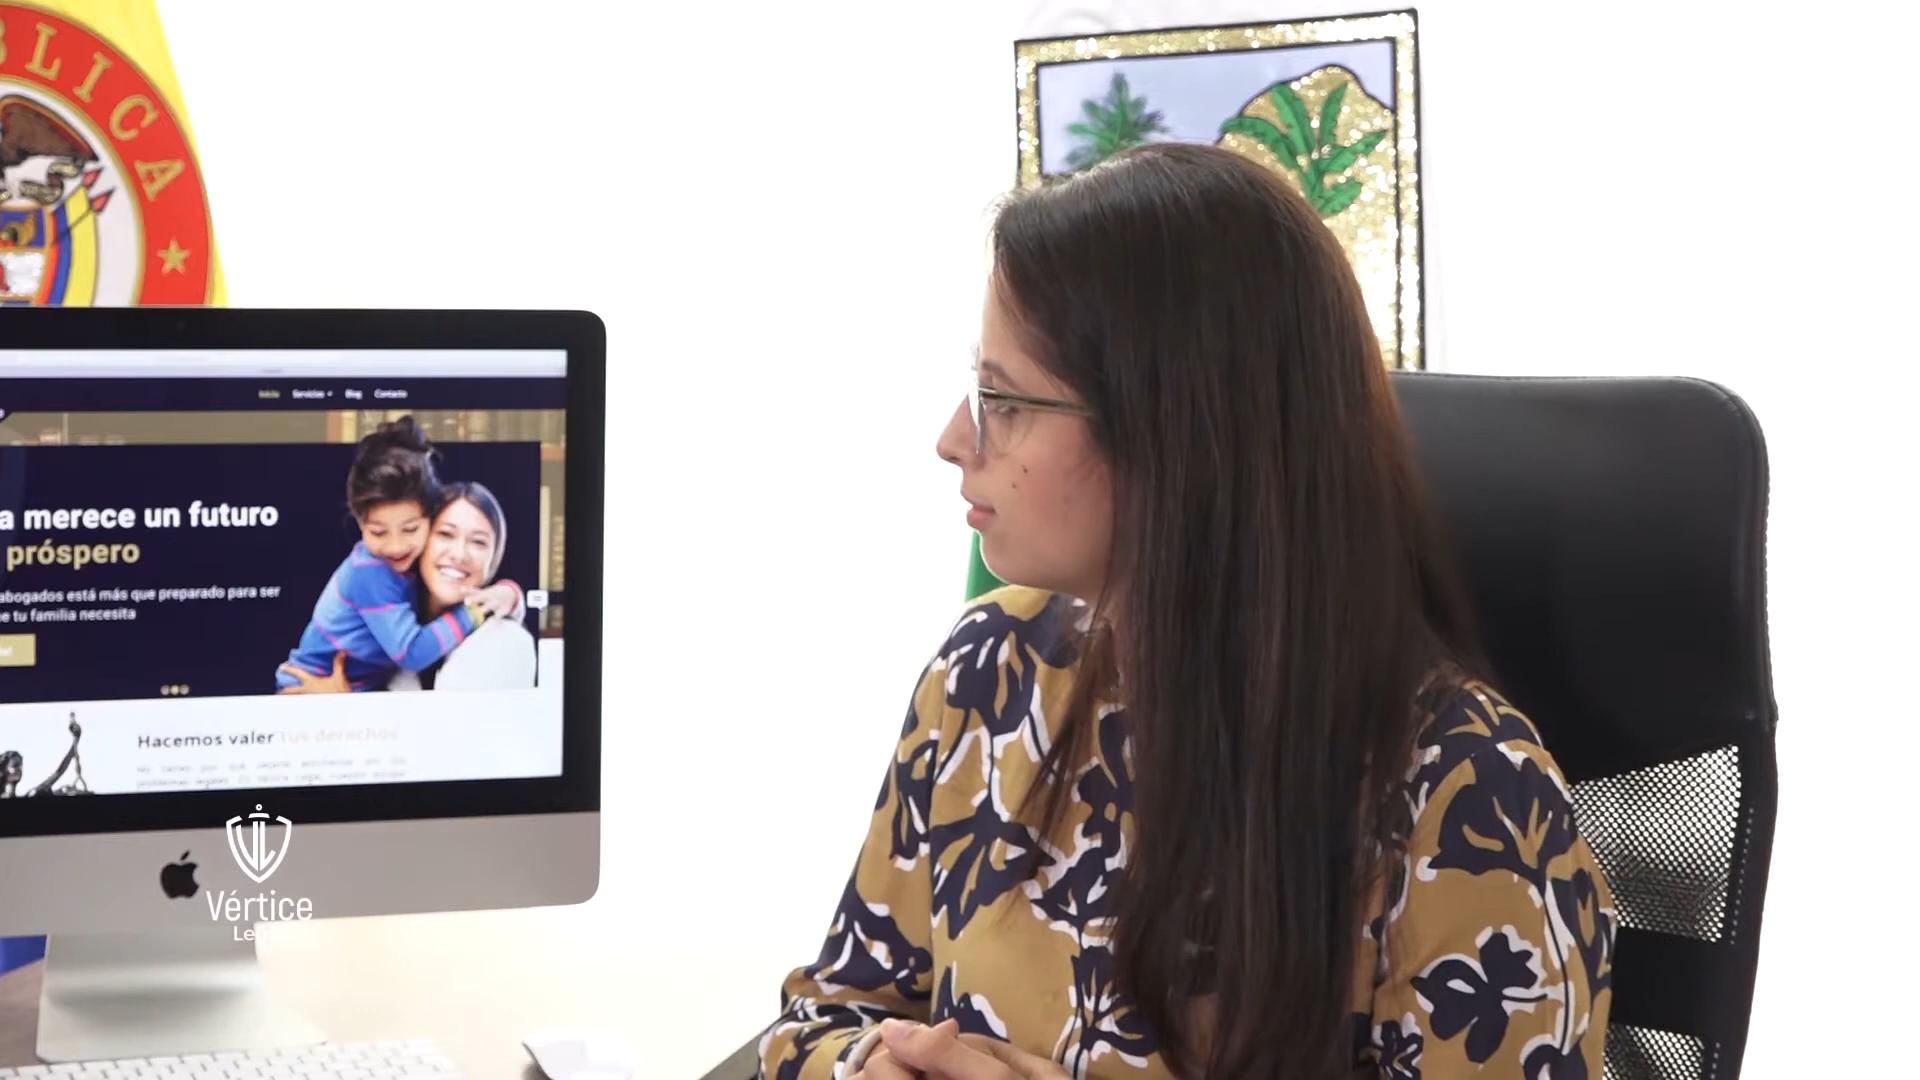 BLICA
Inicio Servicios Blog Contacto
a merece un futuro
próspero
abogados está más que preparado para ser
e tu familia necesita
Hacemos valer tus derechos
Vértice